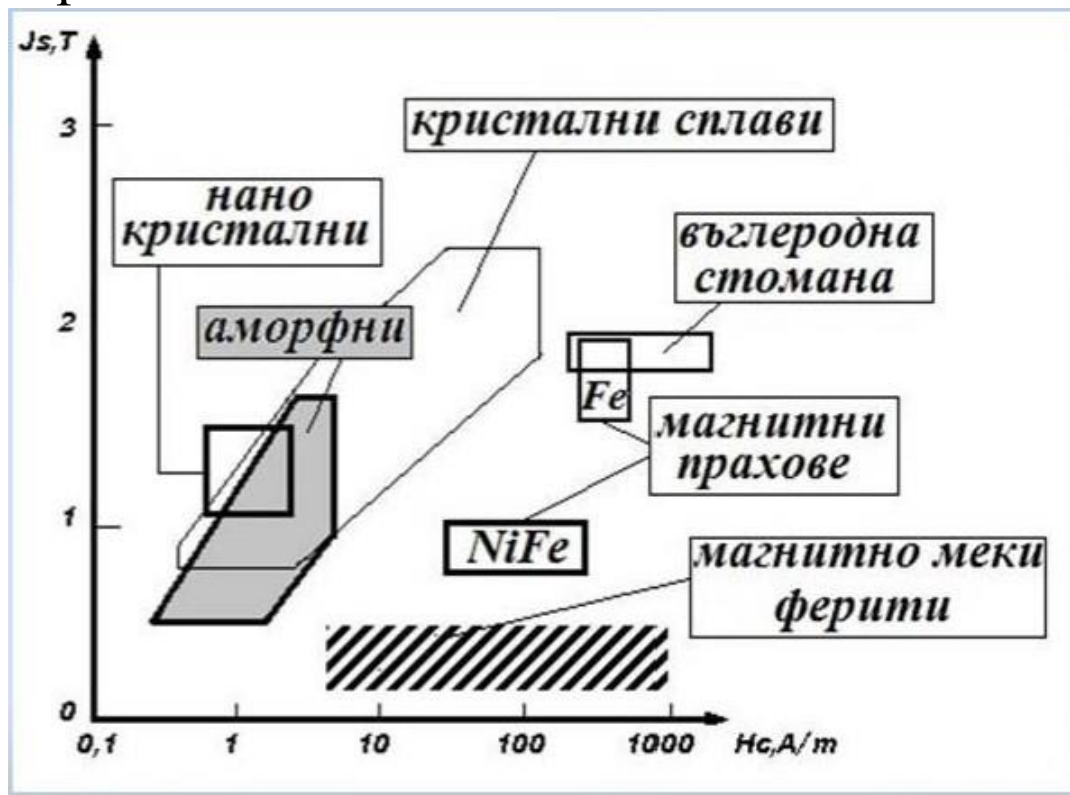 Js,T
3
кристални сплави
нано
кристални
въглеродна
стомана
2
аморфни
Fe
магнитни
прахове
1
NiFe
магнитно меки
ферити
0
0,1 1 10 100 1000 Hc,A/m